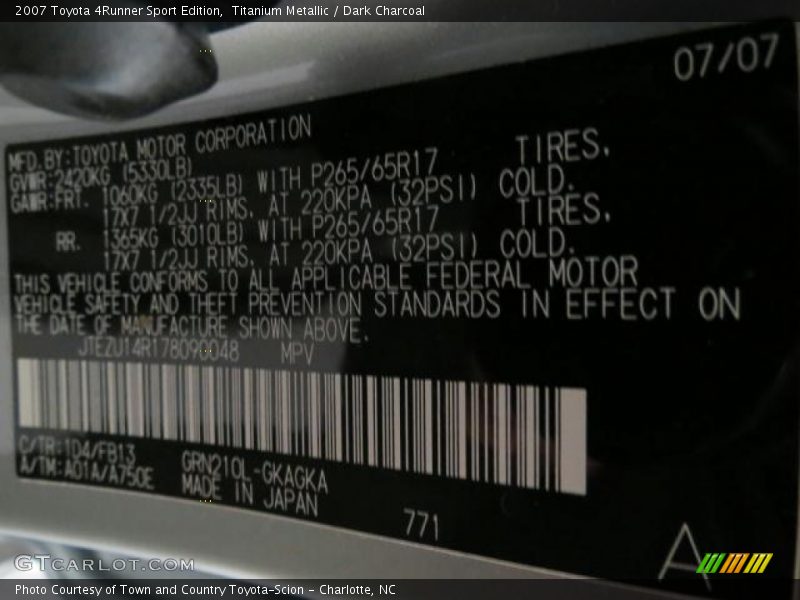 2007 Toyota 4Runner Sport Edition,  Titanium Metallic / Dark Charcoal
07/07
MFD.BY:TOYOTA MOTOR CORPORATION
GVWR:2420KG (5330LB)
GAWR:FRT. 1060KG (2335LB) WITH P265/65R17 TIRES,
17X7 1/2JJ RIMS, AT 220KPA (32PSI) COLD.
RR. 1365KG (3010LB) WITH P265/65R17 TIRES,
17X7 1/2JJ RIMS, AT 220KPA (32PSI) COLD.
THIS VEHICLE CONFORMS TO ALL APPLICABLE FEDERAL MOTOR
VEHICLE SAFETY AND THEFT PREVENTION STANDARDS IN EFFECT ON
THE DATE OF MANUFACTURE SHOWN ABOVE.
JTEZU14R178090048 MPV
C/TR:1D4/FB13
A/TM:A01A/A750E
GRN210L-GKAGKA
MADE IN JAPAN
771
A
GTCARLOT.COM
Photo Courtesy of Town and Country Toyota-Scion - Charlotte, NC